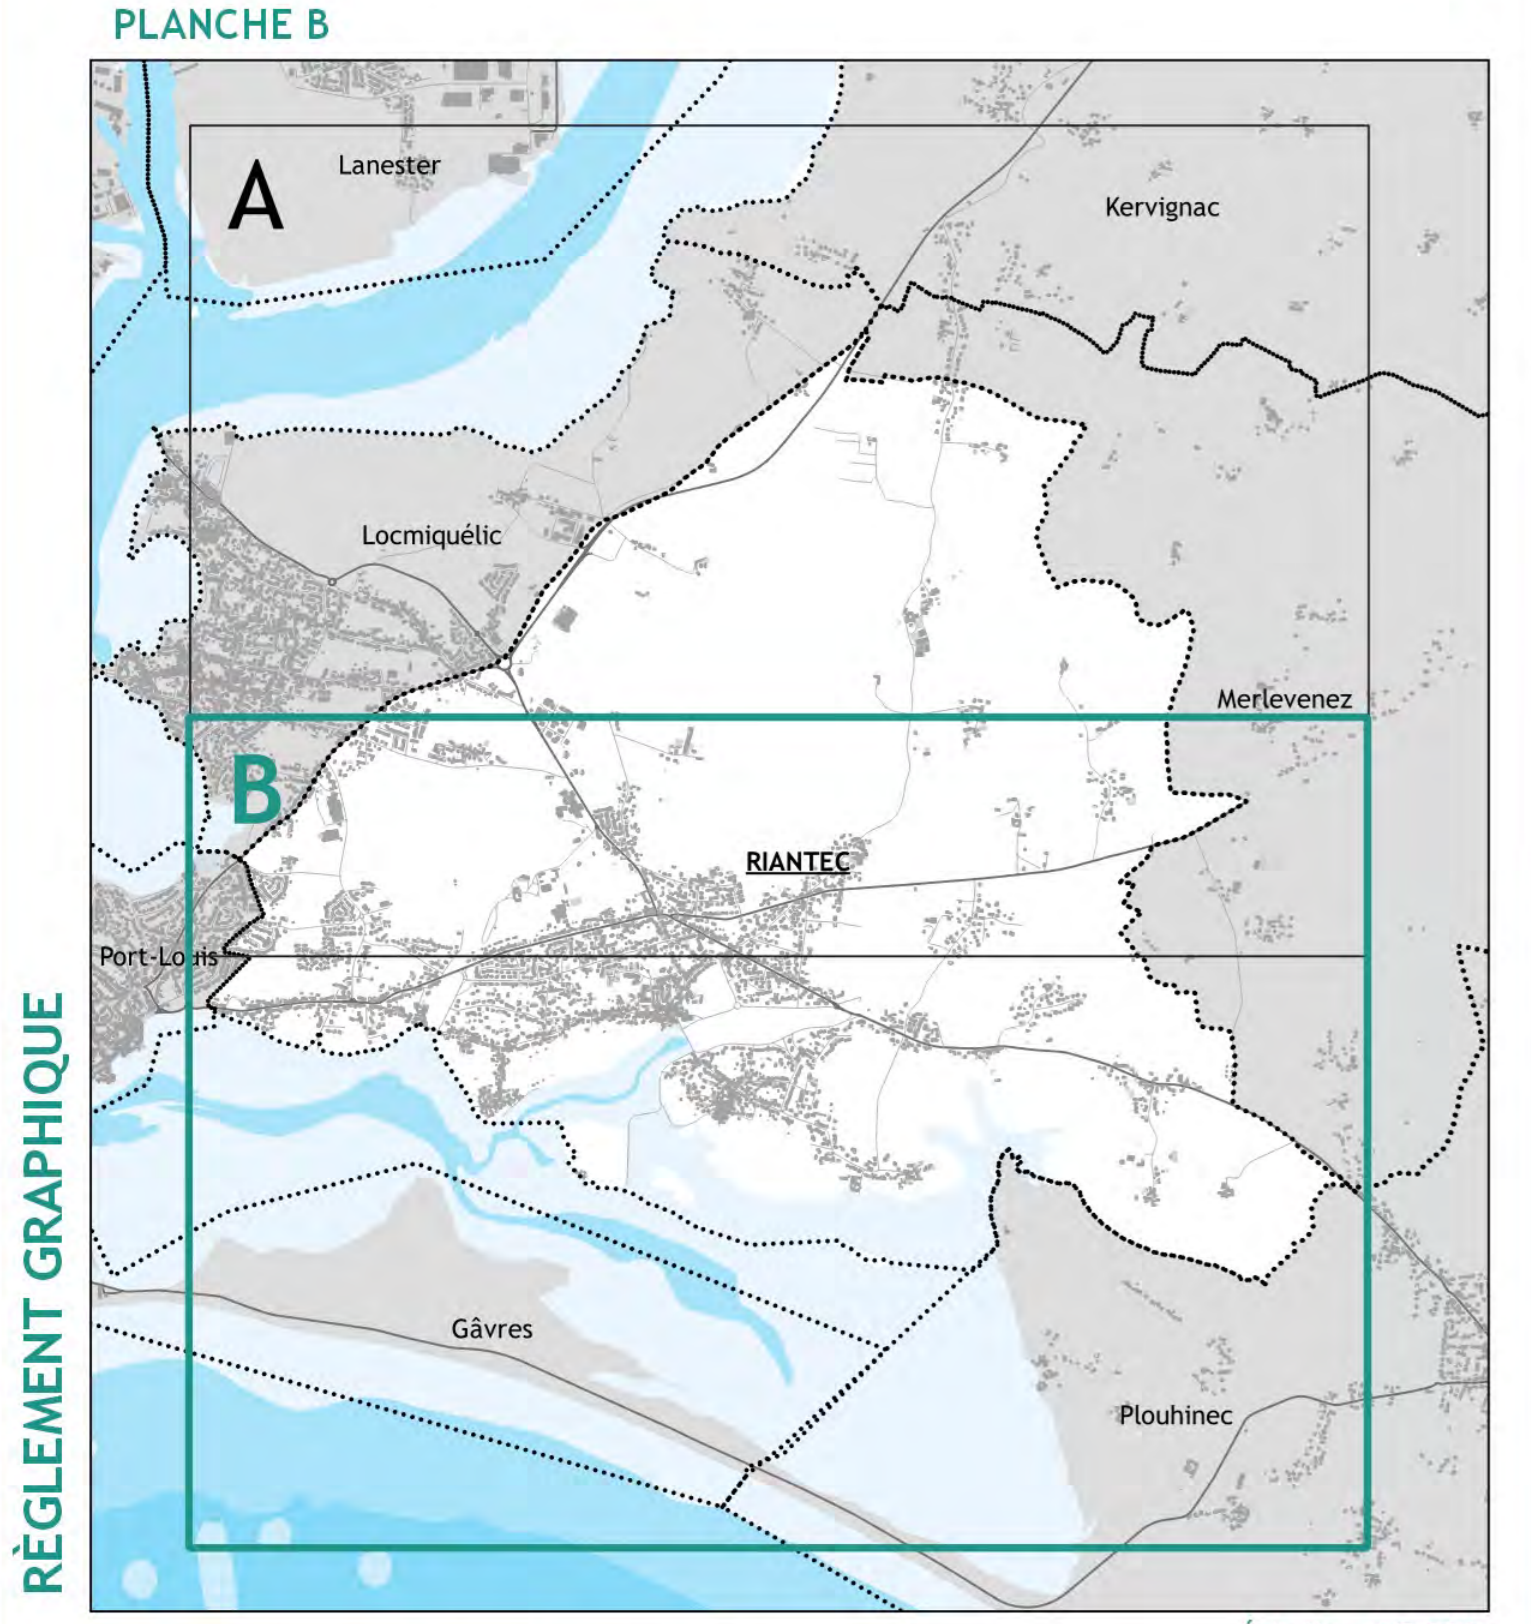 PLANCHE B
A
Lanester
Kervignac
Locmiquélic
Merlevenez
B
RIANTEC
Port-Louis
RÈGLEMENT GRAPHIQUE
Gâvres
Plouhinec